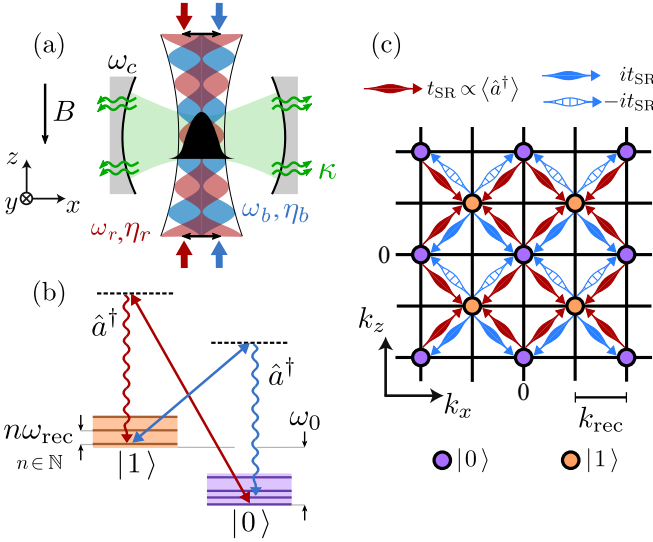 (a)
ω_c
B
z
y
x
κ
ω_r, η_r
ω_b, η_b
(b)
â†
â†
nω_rec
n ∈ ℕ
|1⟩
ω_0
|0⟩
(c)
t_SR ∝ ⟨â†⟩
it_SR
−it_SR
0
k_z
k_x
0
k_rec
|0⟩
|1⟩